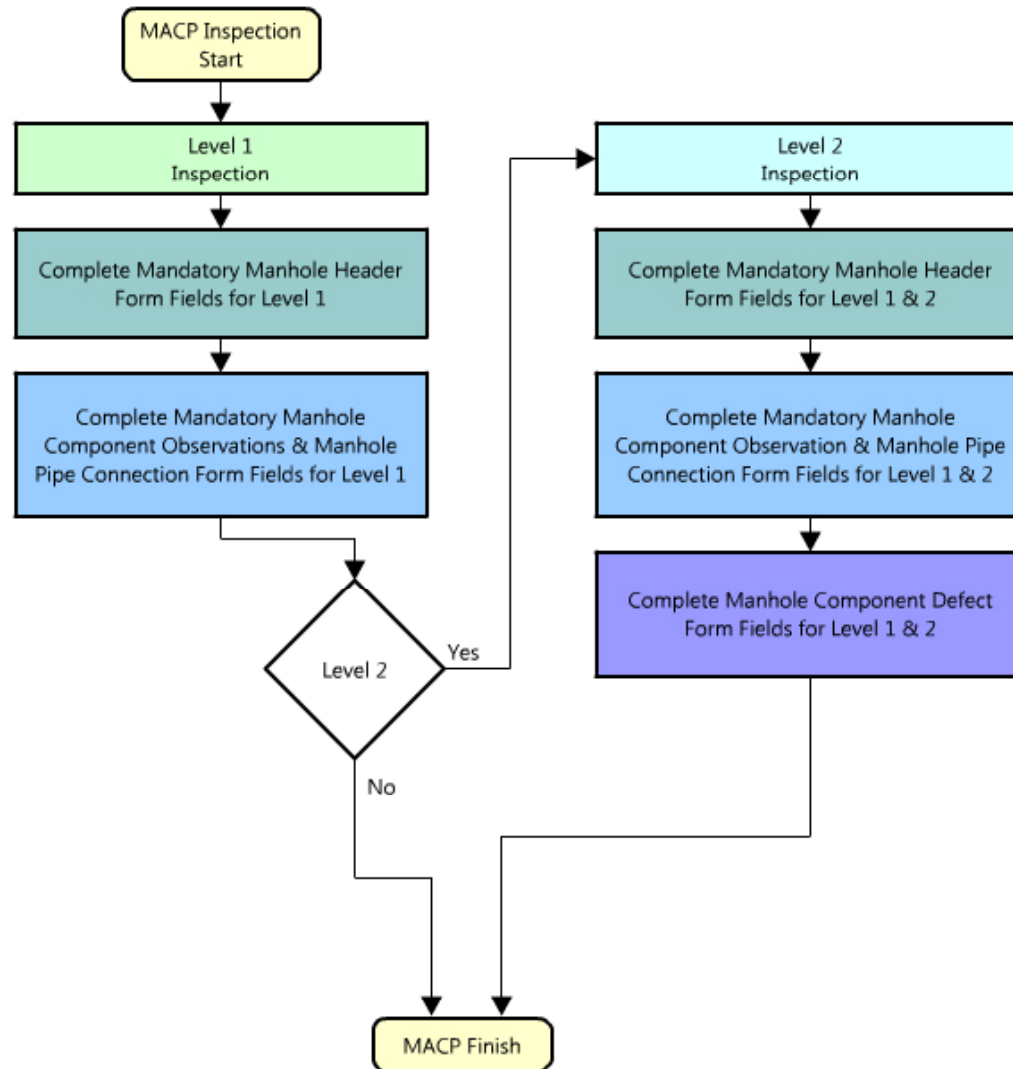 MACP Inspection
Start
Level 1
Inspection
Complete Mandatory Manhole Header
Form Fields for Level 1
Complete Mandatory Manhole
Component Observations & Manhole
Pipe Connection Form Fields for Level 1
Level 2
Yes
No
Level 2
Inspection
Complete Mandatory Manhole Header
Form Fields for Level 1 & 2
Complete Mandatory Manhole
Component Observation & Manhole Pipe
Connection Form Fields for Level 1 & 2
Complete Manhole Component Defect
Form Fields for Level 1 & 2
MACP Finish